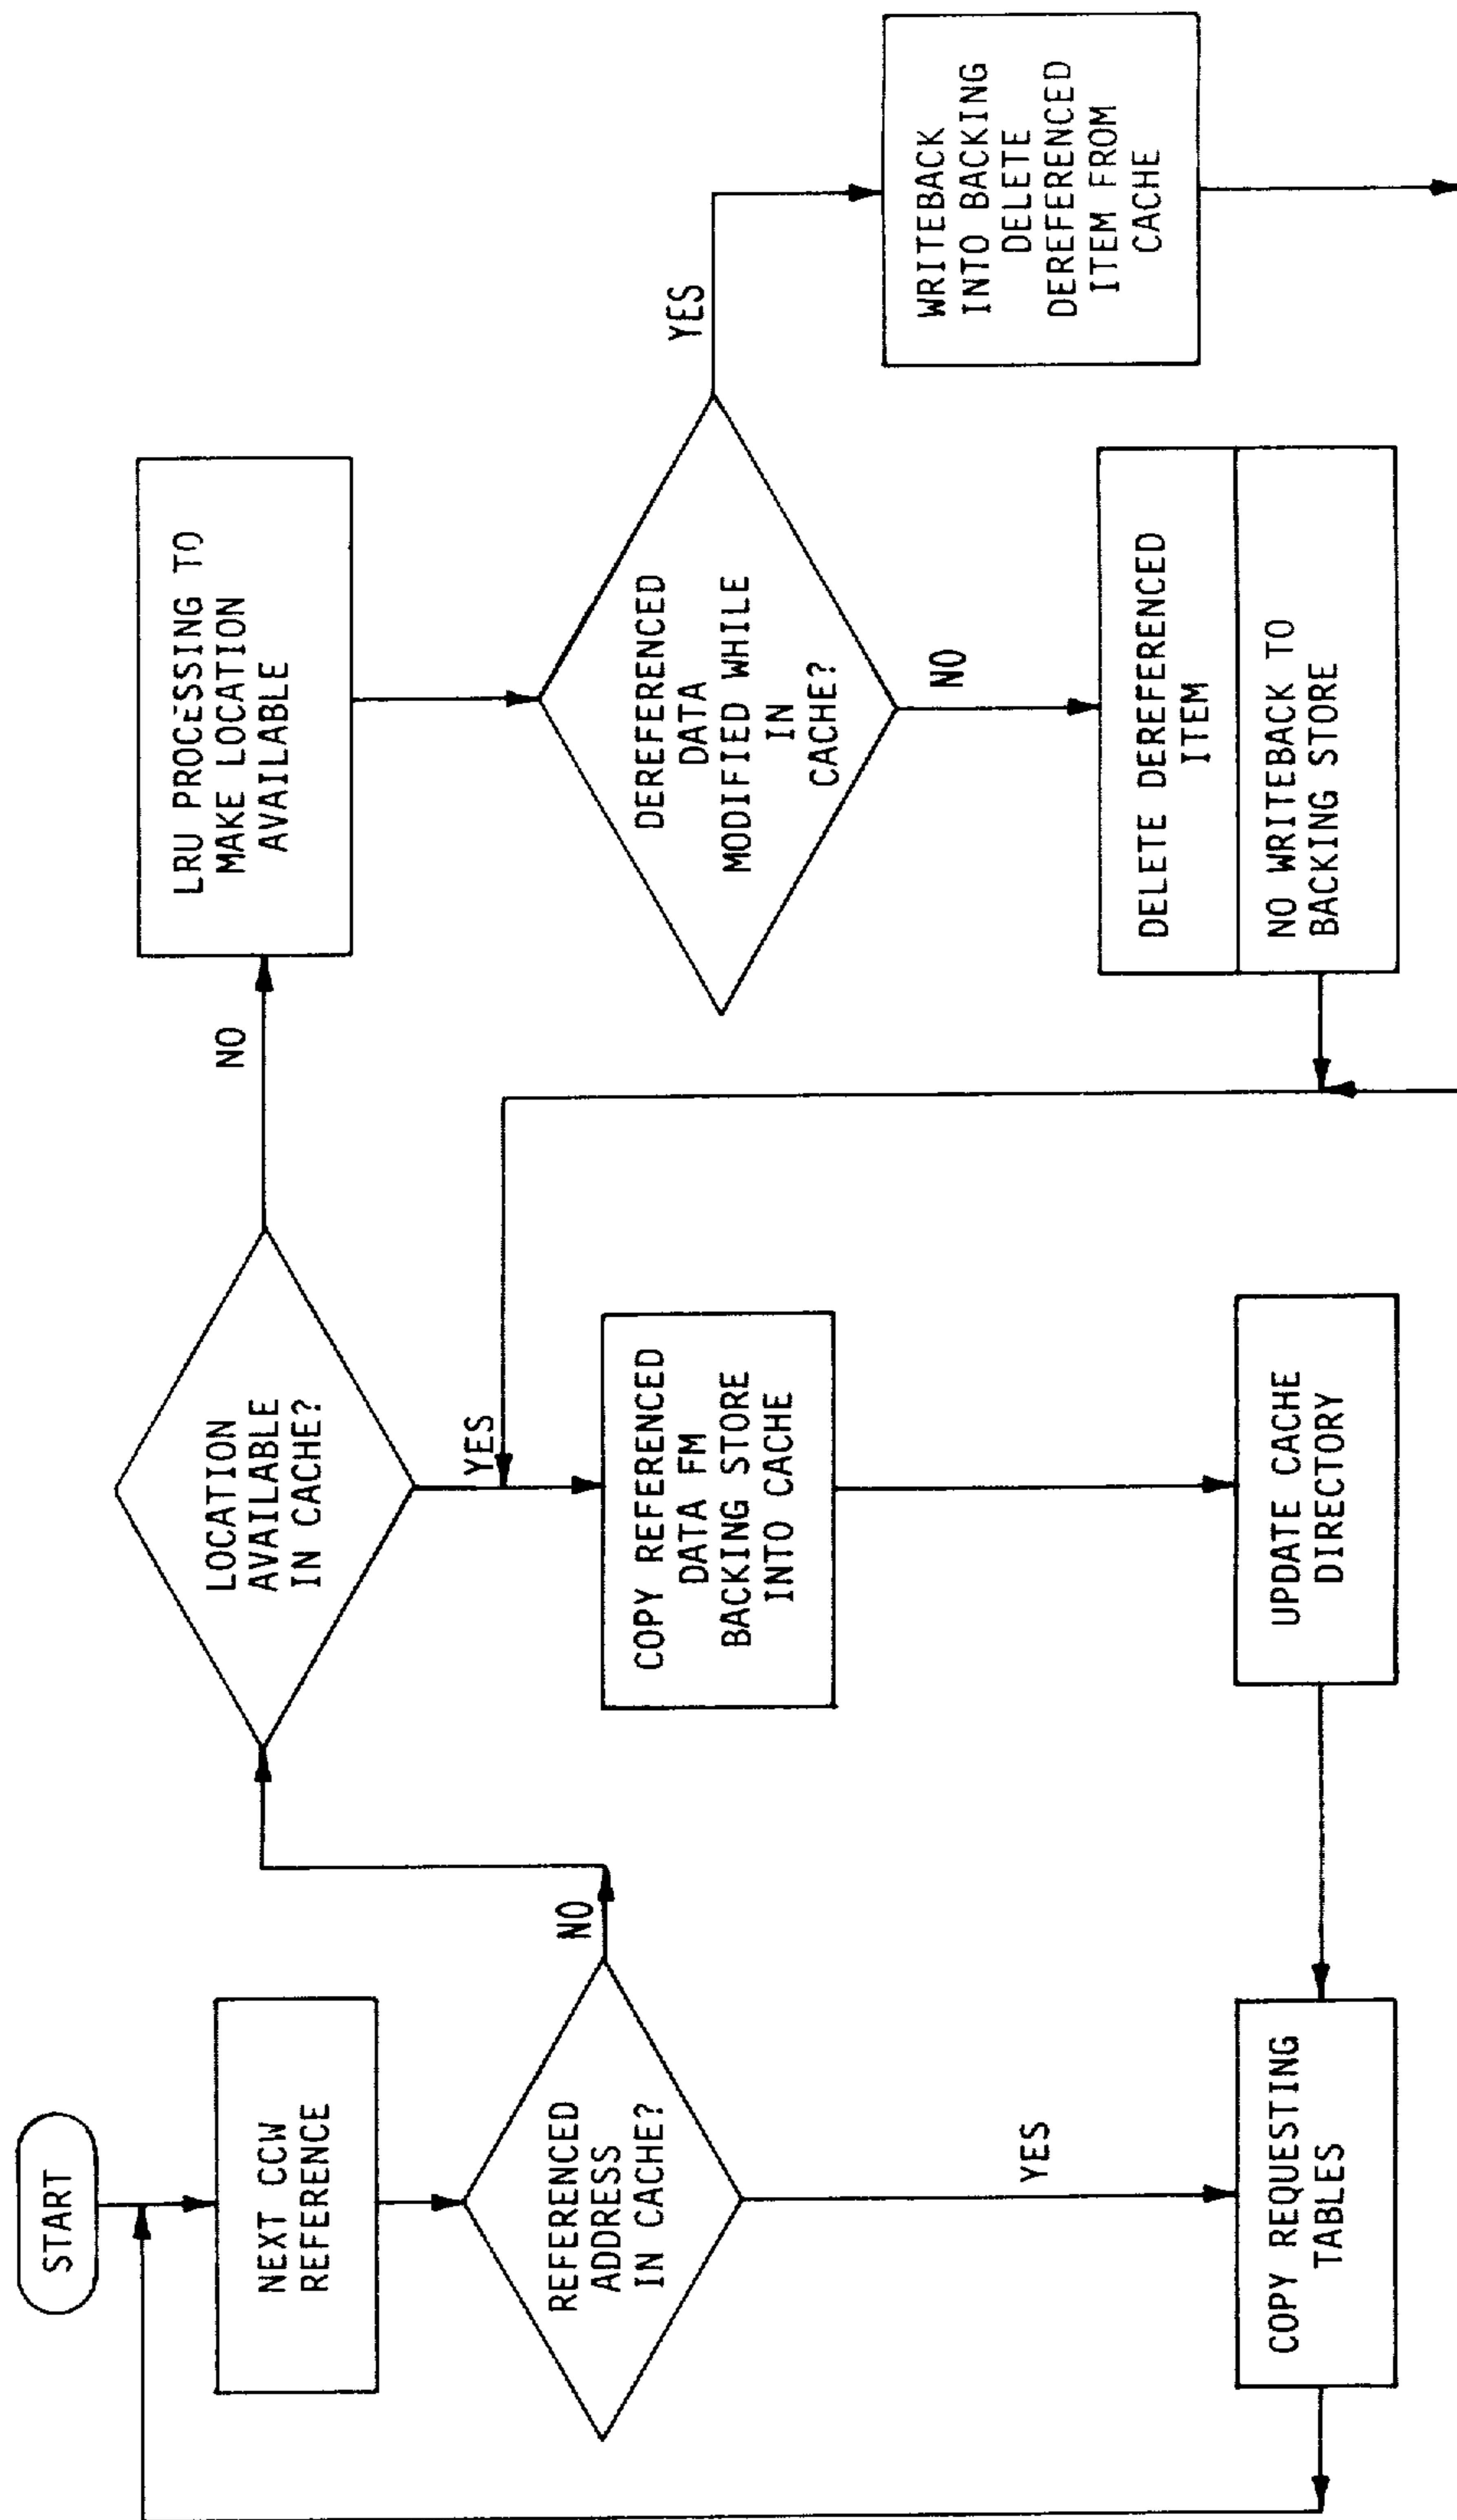 START
NEXT CCW
REFERENCE
REFERENCED
ADDRESS
IN CACHE?
NO
YES
COPY REQUESTING
TABLES
LOCATION
AVAILABLE
IN CACHE?
NO
YES
COPY REFERENCED
DATA FM
BACKING STORE
INTO CACHE
UPDATE CACHE
DIRECTORY
LRU PROCESSING TO
MAKE LOCATION
AVAILABLE
DEREFERENCED
DATA
MODIFIED WHILE
IN
CACHE?
YES
NO
DELETE DEREFERENCED
ITEM
NO WRITEBACK TO
BACKING STORE
WRITEBACK
INTO BACKING
DELETE
DEREFERENCED
ITEM FROM
CACHE